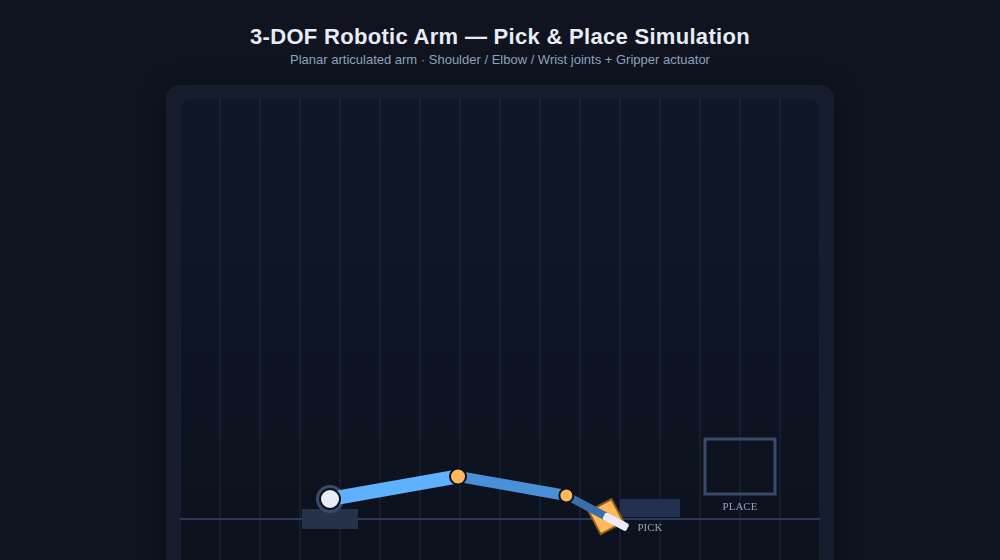 3-DOF Robotic Arm — Pick & Place Simulation
Planar articulated arm · Shoulder / Elbow / Wrist joints + Gripper actuator
PLACE
PICK